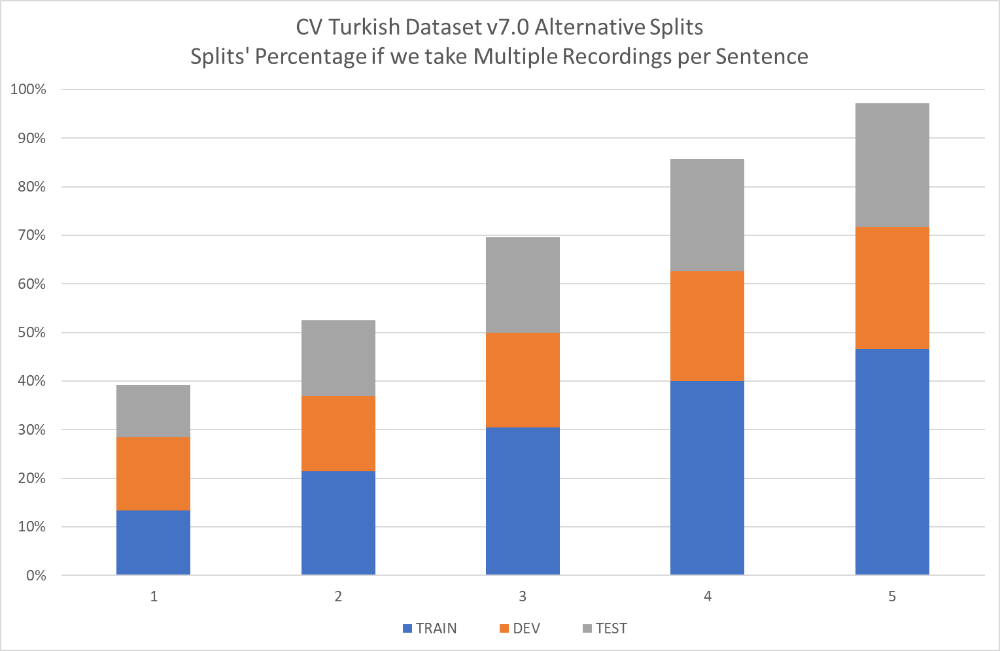 CV Turkish Dataset v7.0 Alternative Splits
Splits' Percentage if we take Multiple Recordings per Sentence
100%
90%
80%
70%
60%
50%
40%
30%
20%
10%
0%
1 2 3 4 5
TRAIN DEV TEST